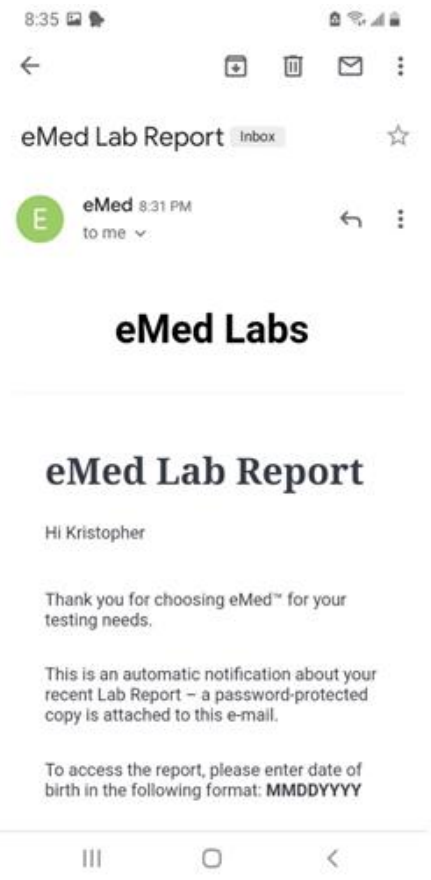 8:35
eMed Lab Report Inbox
E
eMed 8:31 PM
to me
eMed Labs
eMed Lab Report
Hi Kristopher
Thank you for choosing eMed™ for your
testing needs.
This is an automatic notification about your
recent Lab Report – a password-protected
copy is attached to this e-mail.
To access the report, please enter date of
birth in the following format: MMDDYYYY